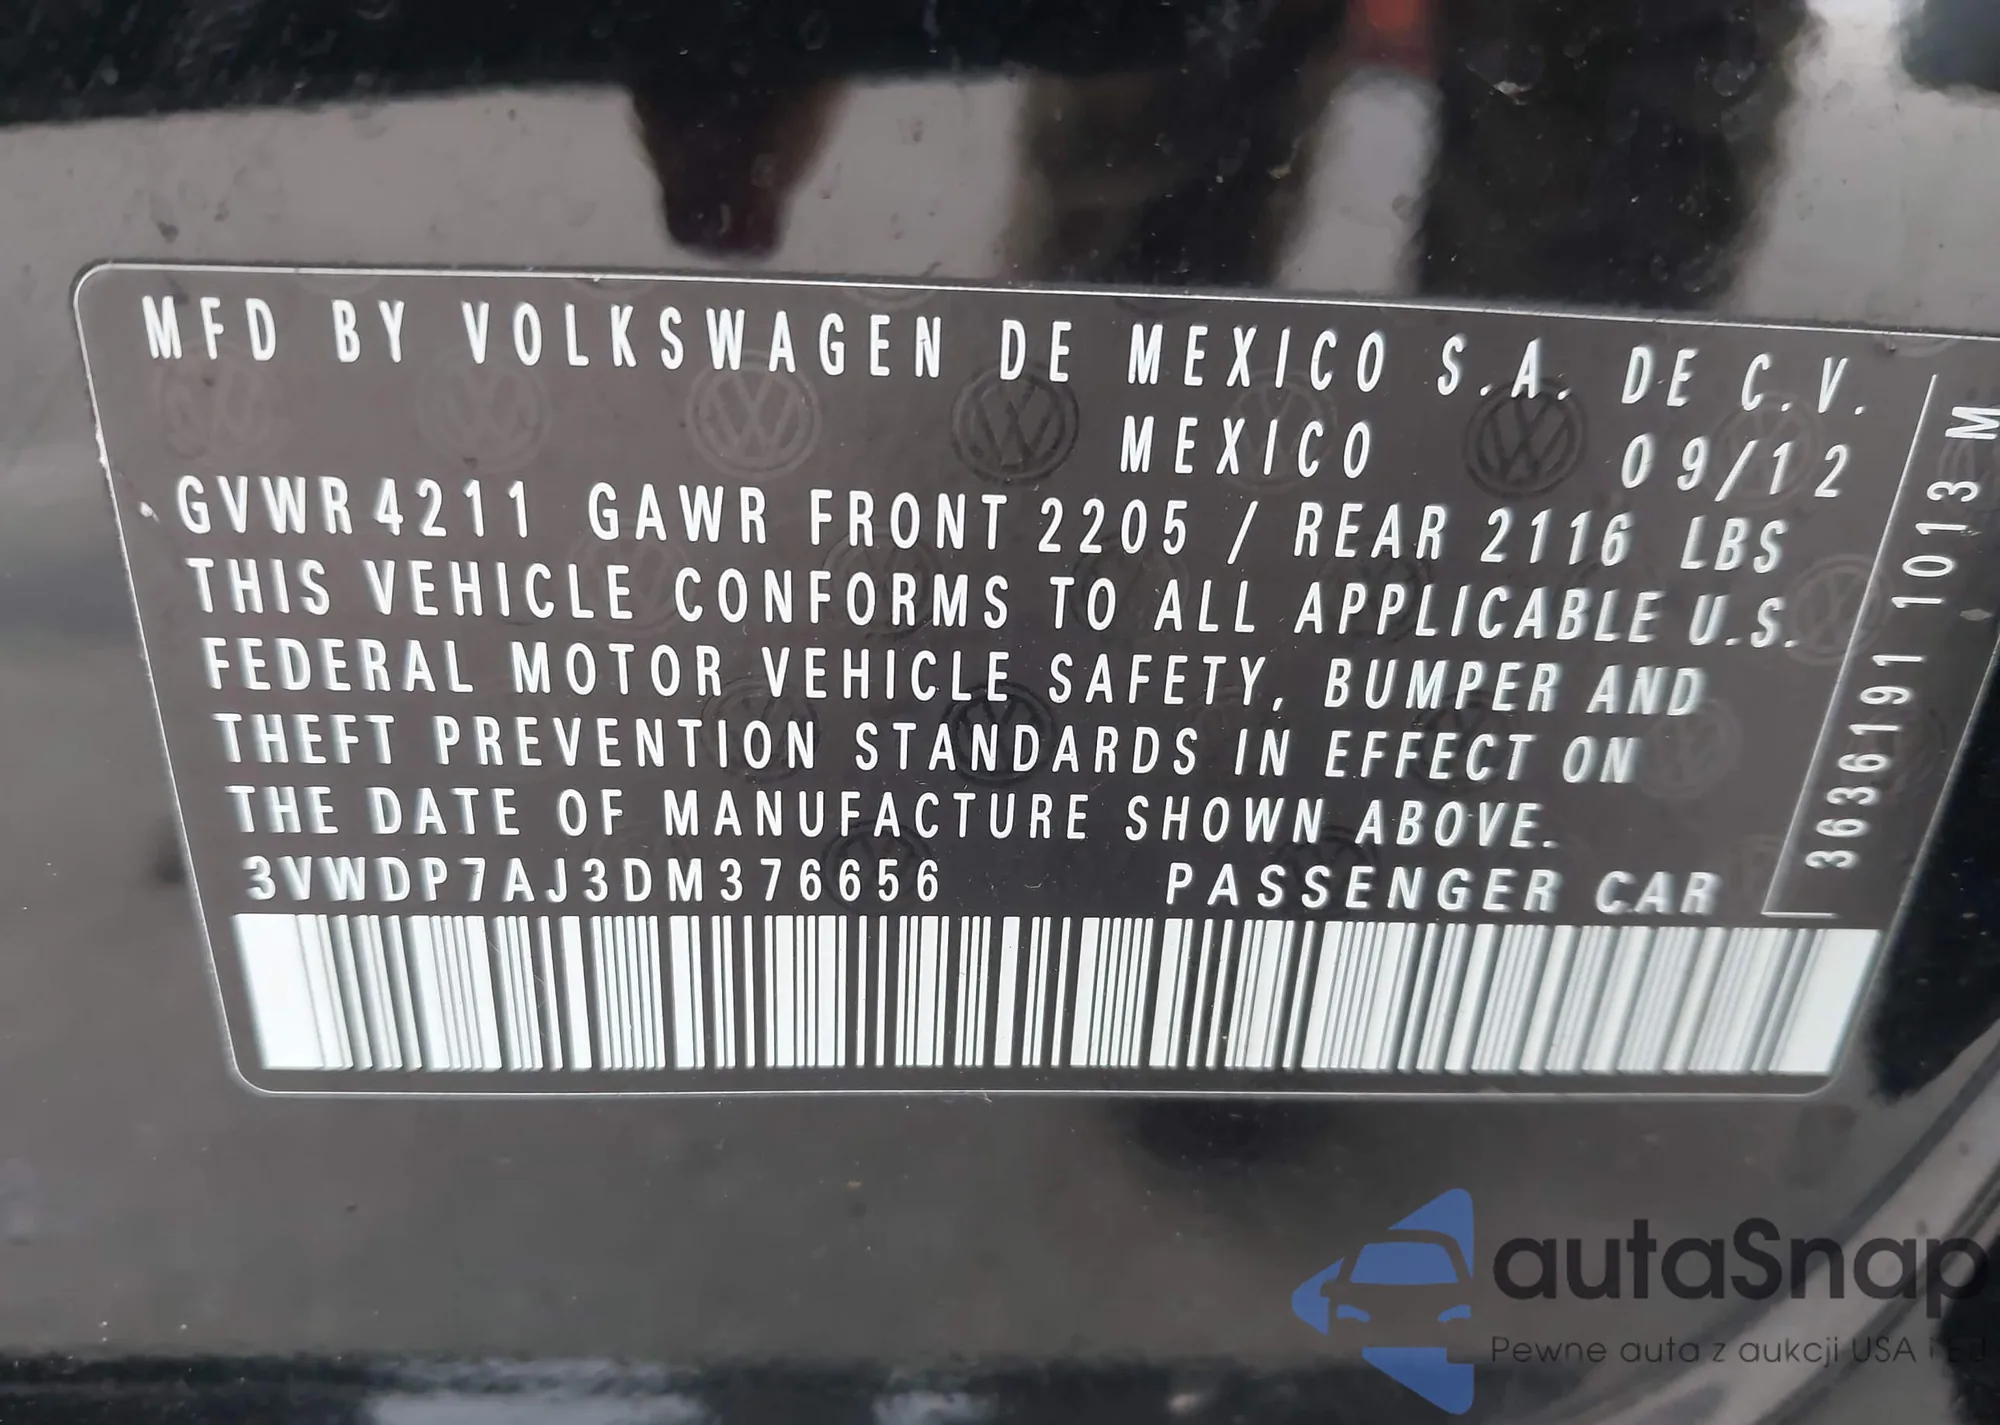 MFD BY VOLKSWAGEN DE MEXICO S.A. DE C.V.
MEXICO 09/12
GVWR 4211 GAWR FRONT 2205 / REAR 2116 LBS
THIS VEHICLE CONFORMS TO ALL APPLICABLE U.S.
FEDERAL MOTOR VEHICLE SAFETY, BUMPER AND
THEFT PREVENTION STANDARDS IN EFFECT ON
THE DATE OF MANUFACTURE SHOWN ABOVE.
3VWDP7AJ3DM376656 PASSENGER CAR
3636191 1013 M
autaSnap
Pewne auta z aukcji USA i EU